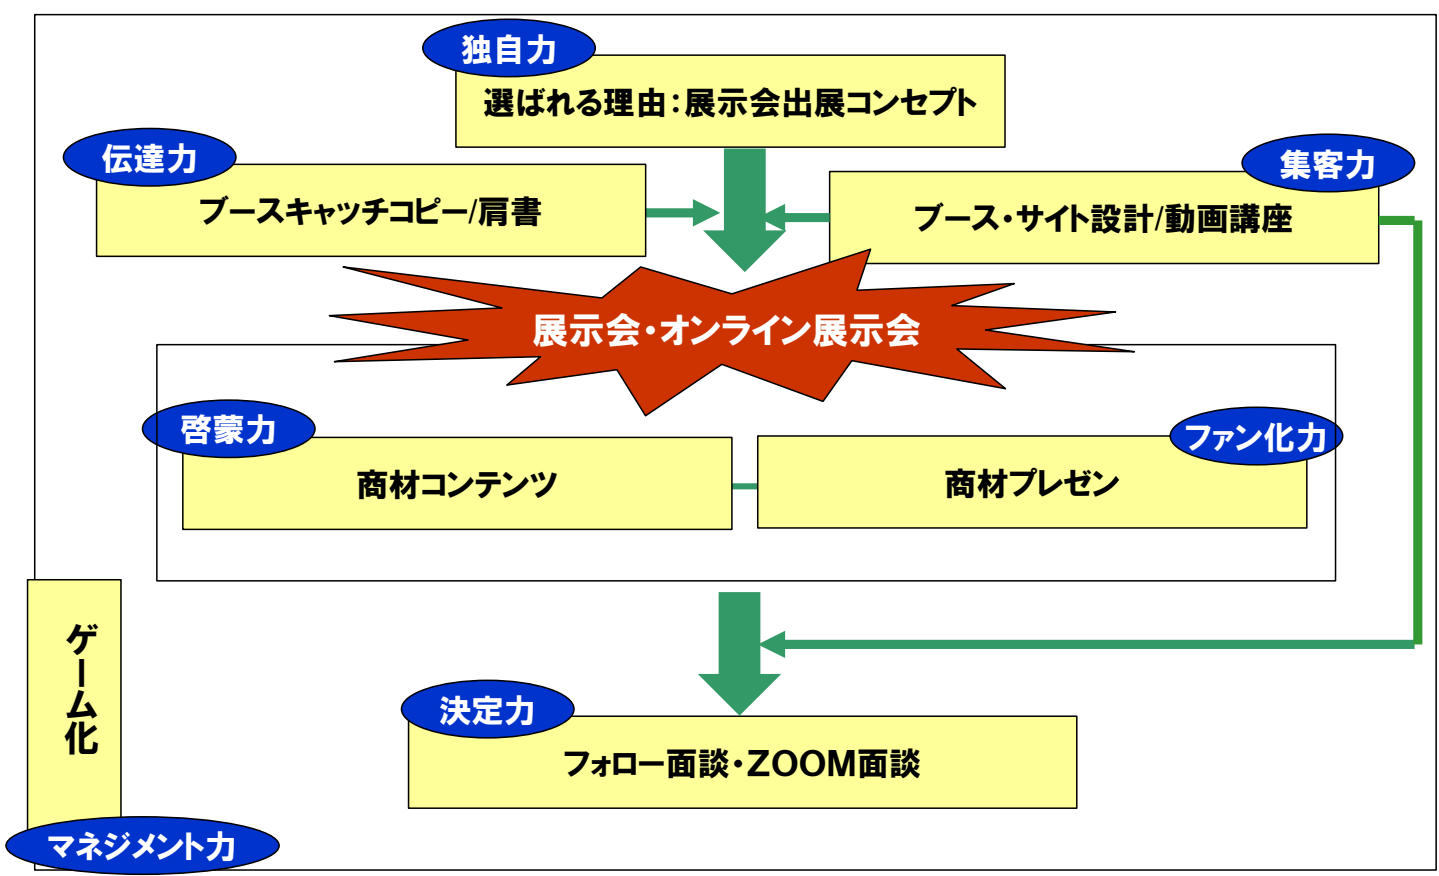 独自力
選ばれる理由：展示会出展コンセプト
伝達力
ブースキャッチコピー/肩書
集客力
ブース・サイト設計/動画講座
展示会・オンライン展示会
啓蒙力
商材コンテンツ
ファン化力
商材プレゼン
決定力
フォロー面談・ZOOM面談
ゲーム化
マネジメント力